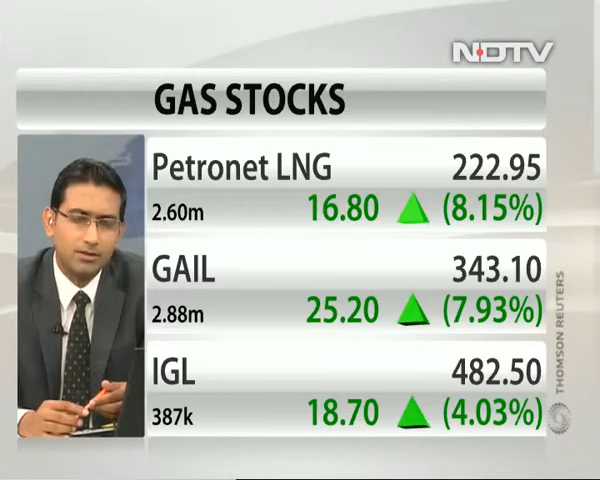 NDTV
GAS STOCKS
Petronet LNG 222.95
2.60m 16.80 ▲ (8.15%)
GAIL 343.10
2.88m 25.20 ▲ (7.93%)
IGL 482.50
387k 18.70 ▲ (4.03%)
THOMSON REUTERS